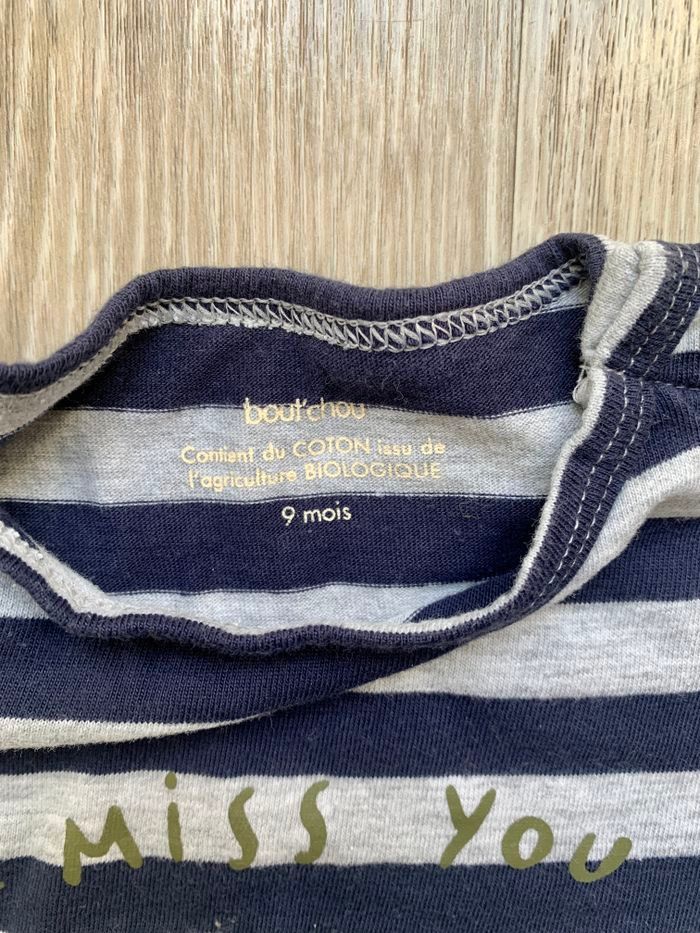 bout'chou
Contient du COTON issu de
l'agriculture BIOLOGIQUE
9 mois
MiSS YOU